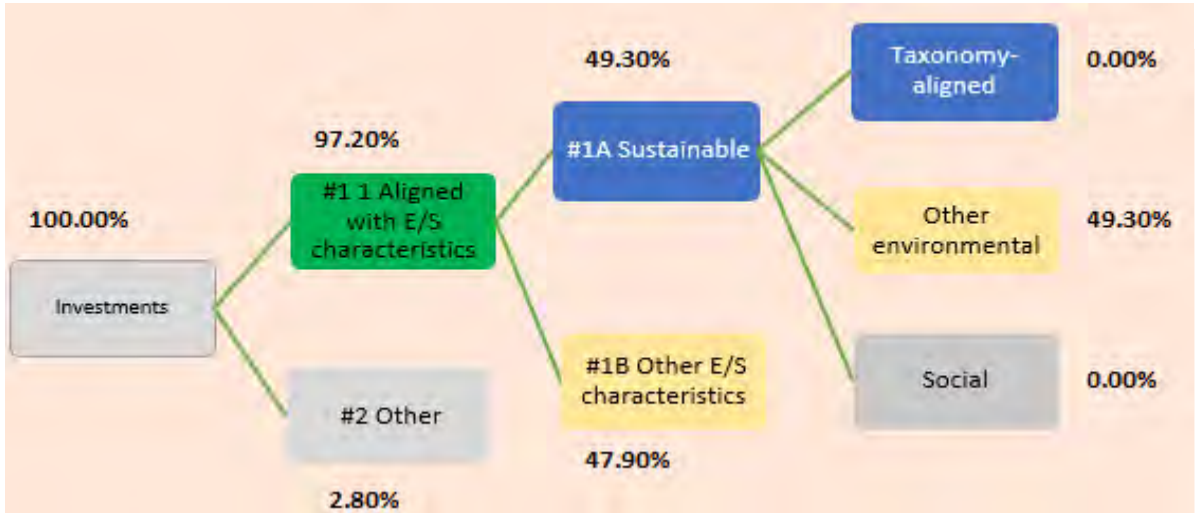 100.00%
Investments
97.20%
#1 1 Aligned
with E/S
characteristics
#2 Other
2.80%
49.30%
#1A Sustainable
#1B Other E/S
characteristics
47.90%
Taxonomy-
aligned
0.00%
Other
environmental
49.30%
Social
0.00%